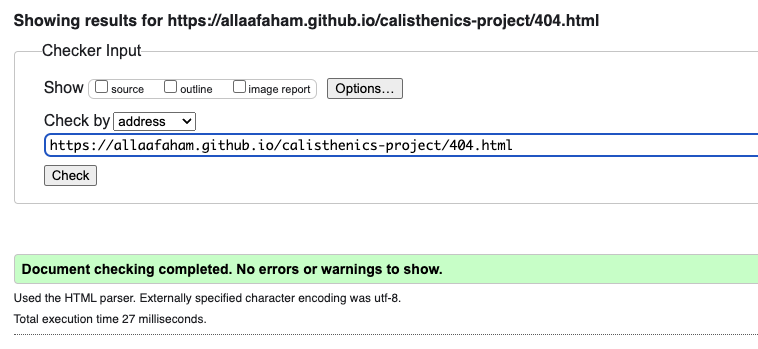 Showing results for https://allaafaham.github.io/calisthenics-project/404.html
Checker Input
Show source outline image report Options...
Check by address
https://allaafaham.github.io/calisthenics-project/404.html
Check
Document checking completed. No errors or warnings to show.
Used the HTML parser. Externally specified character encoding was utf-8.
Total execution time 27 milliseconds.